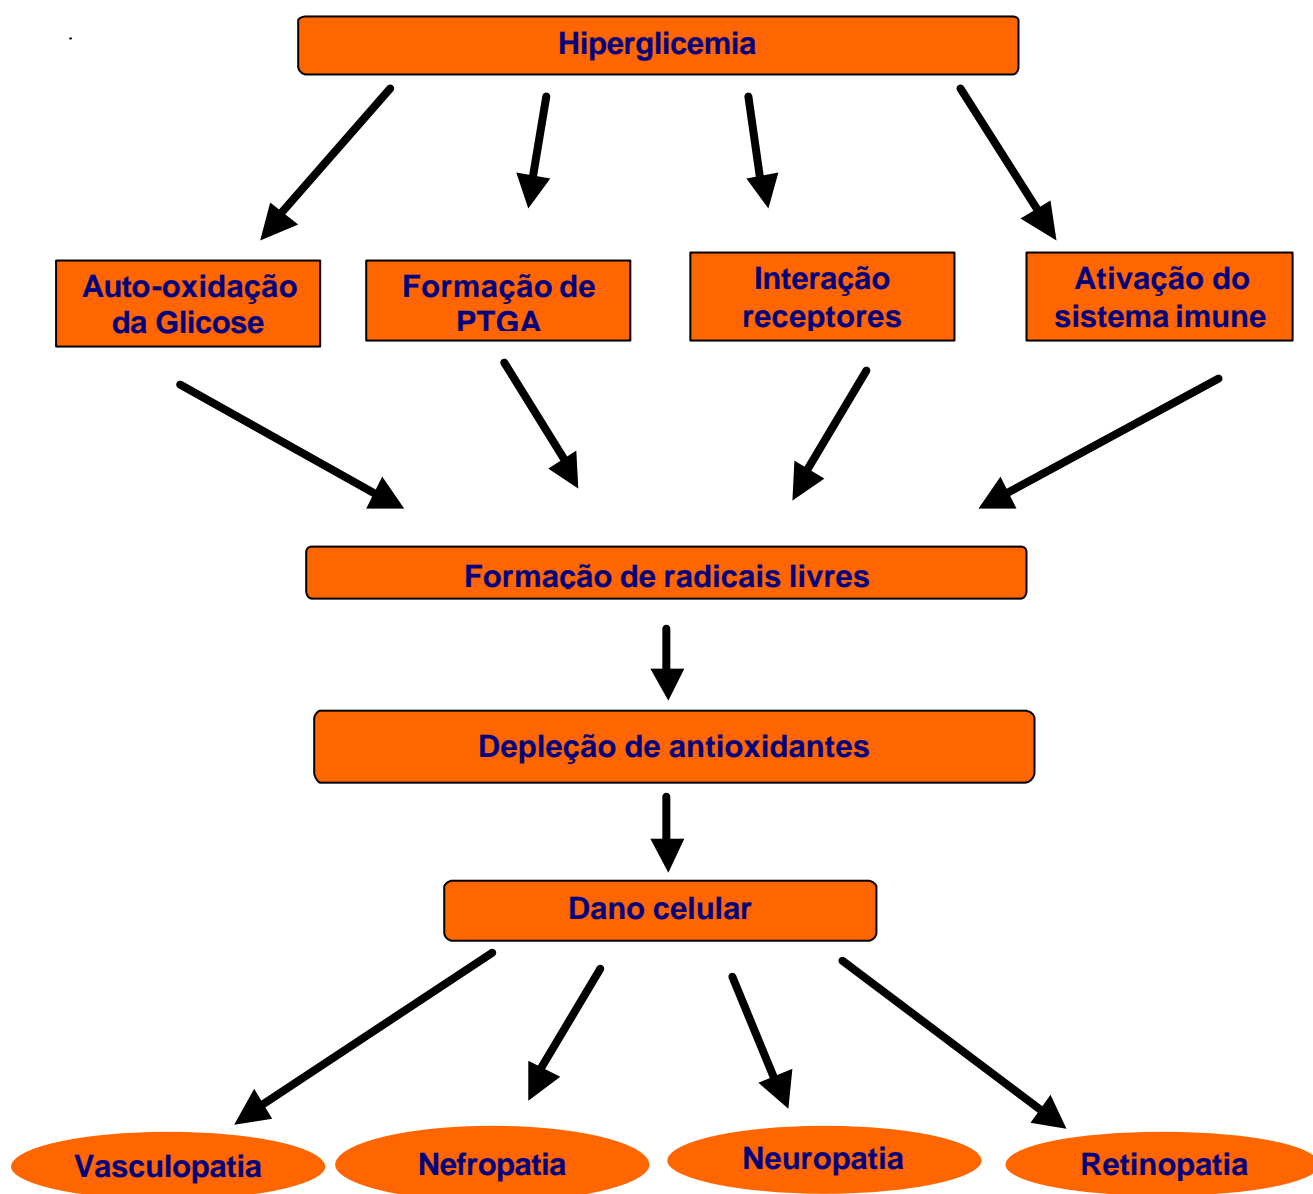 Hiperglicemia
Auto-oxidação
da Glicose
Formação de
PTGA
Interação
receptores
Ativação do
sistema imune
Formação de radicais livres
Depleção de antioxidantes
Dano celular
Vasculopatia
Nefropatia
Neuropatia
Retinopatia